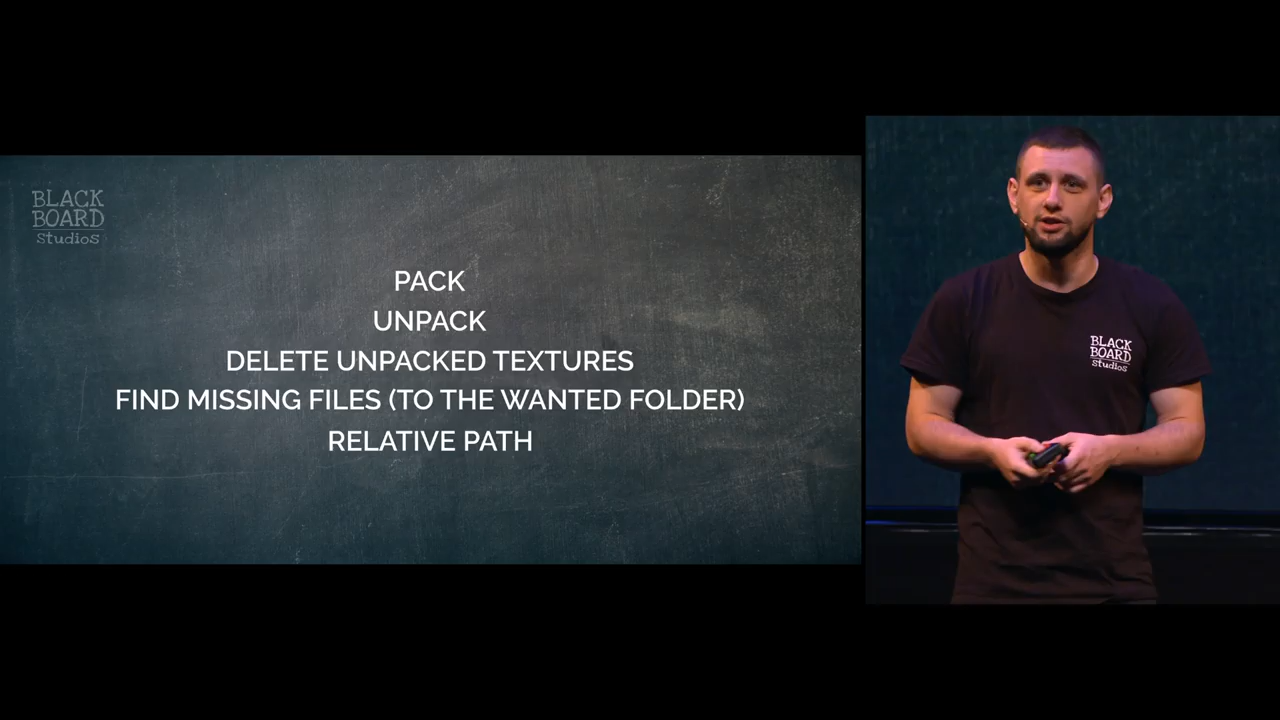 BLACK
BOARD
studios
PACK
UNPACK
DELETE UNPACKED TEXTURES
FIND MISSING FILES (TO THE WANTED FOLDER)
RELATIVE PATH
BLACK
BOARD
studios